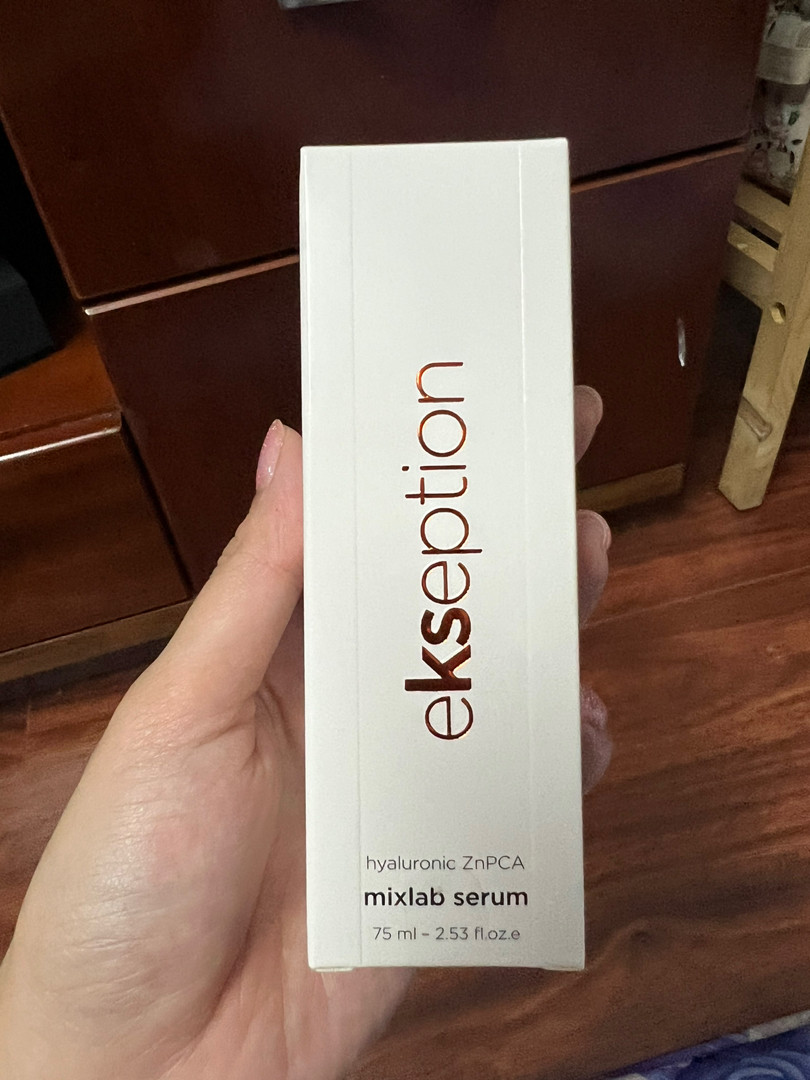 ekseption
hyaluronic ZnPCA
mixlab serum
75 ml – 2.53 fl.oz.e